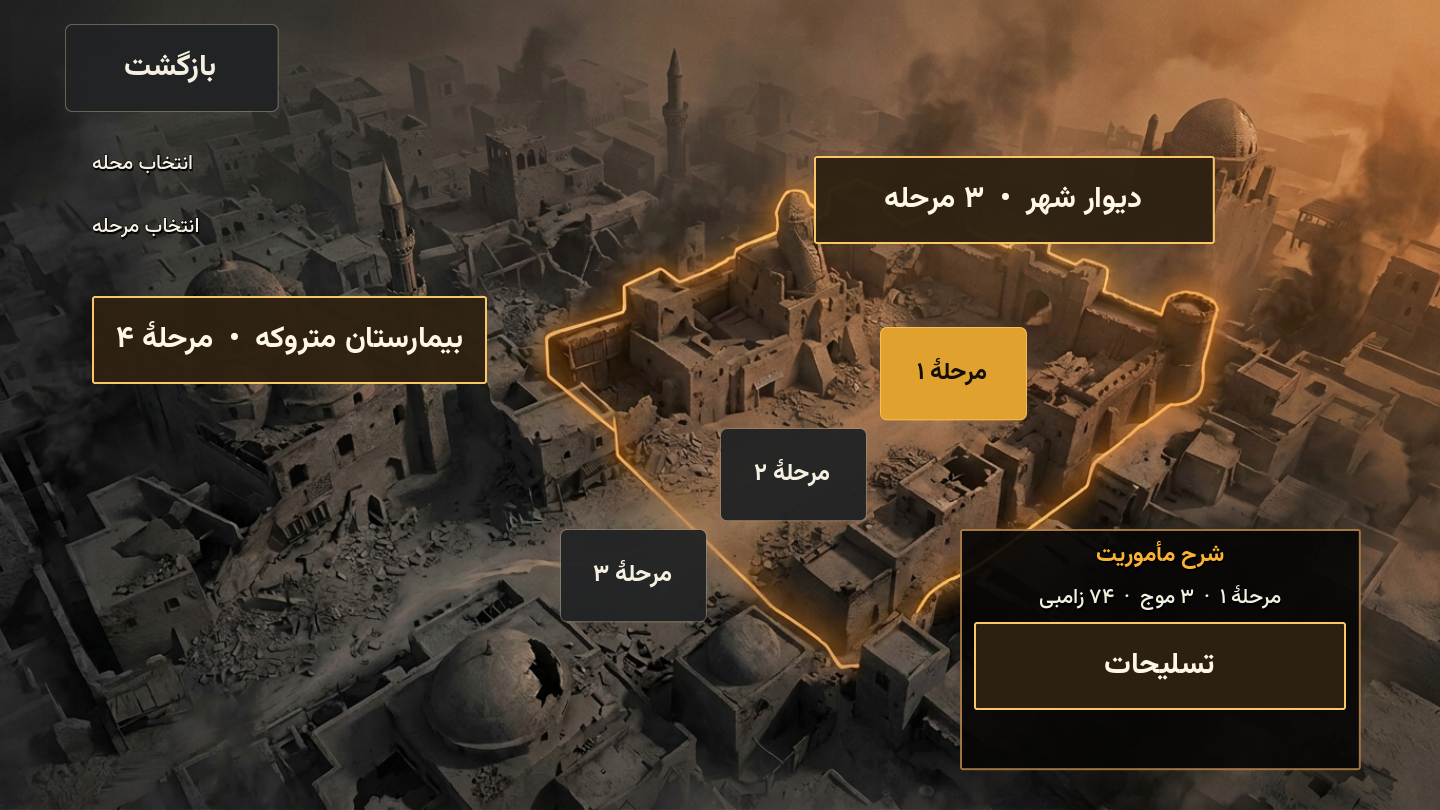 بازگشت
انتخاب محله
انتخاب مرحله
دیوار شهر • ۳ مرحله
بیمارستان متروکه • مرحلهٔ ۴
مرحلهٔ ۱
مرحلهٔ ۲
مرحلهٔ ۳
شرح مأموریت
مرحلهٔ ۱ · ۳ موج · ۷۴ زامبی
تسلیحات